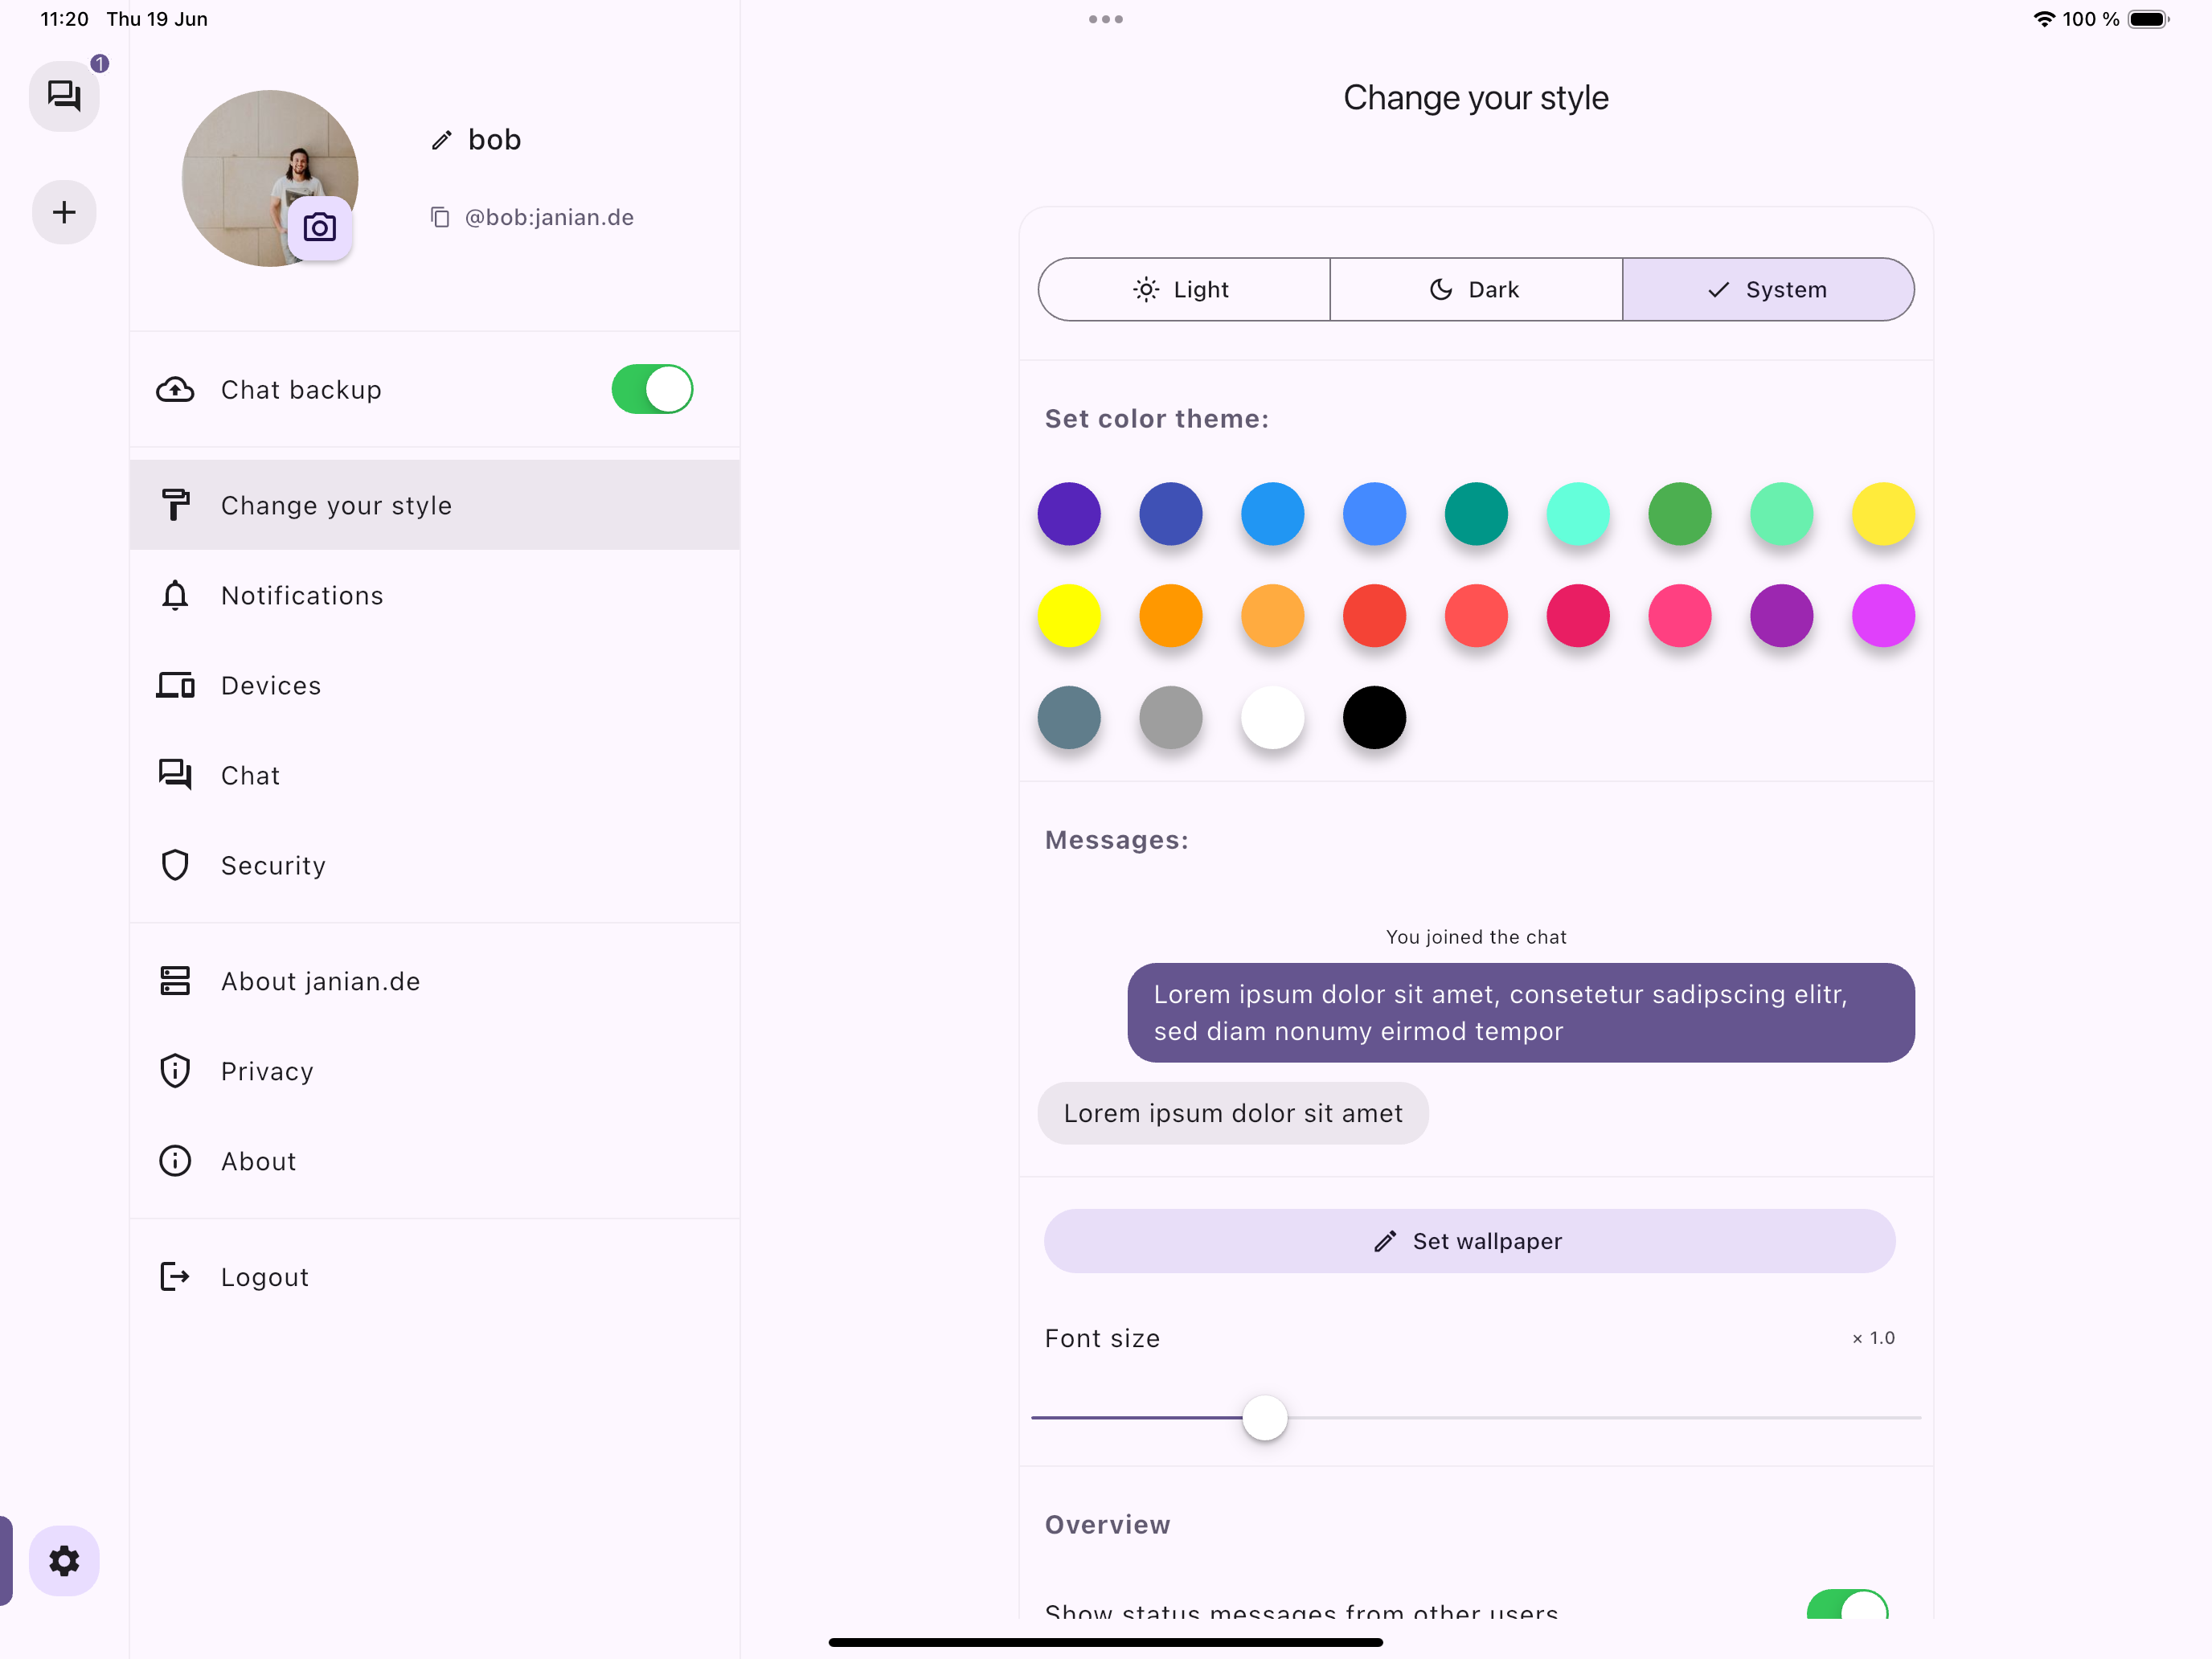 11:20 Thu 19 Jun
100 %
1
bob
@bob:janian.de
Chat backup
Change your style
Notifications
Devices
Chat
Security
About janian.de
Privacy
About
Logout
Change your style
Light
Dark
System
Set color theme:
Messages:
You joined the chat
Lorem ipsum dolor sit amet, consetetur sadipscing elitr,
sed diam nonumy eirmod tempor
Lorem ipsum dolor sit amet
Set wallpaper
Font size
× 1.0
Overview
Show status messages from other users